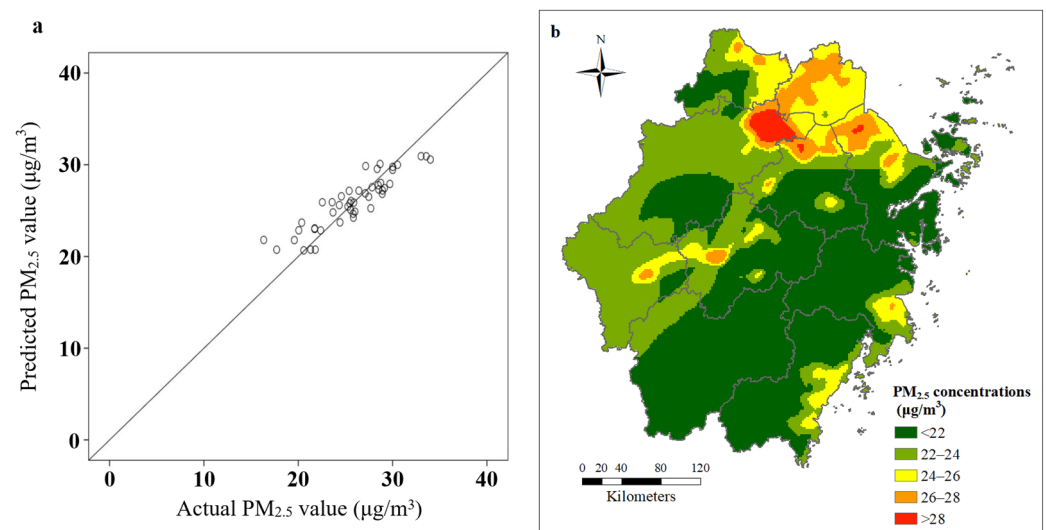 a
Predicted PM2.5 value (μg/m³)
40
30
20
10
0
0 10 20 30 40
Actual PM2.5 value (μg/m³)
b
N
PM2.5 concentrations
(μg/m³)
<22
22–24
24–26
26–28
>28
0 20 40 80 120
Kilometers